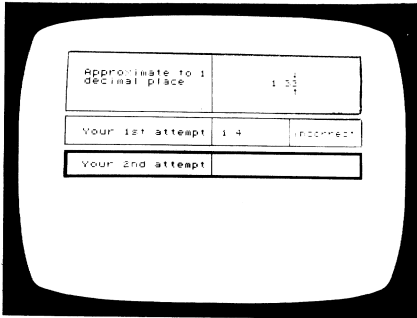 Approximate to 1
decimal place
1.33
Your 1st attempt 1.4 incorrect
Your 2nd attempt